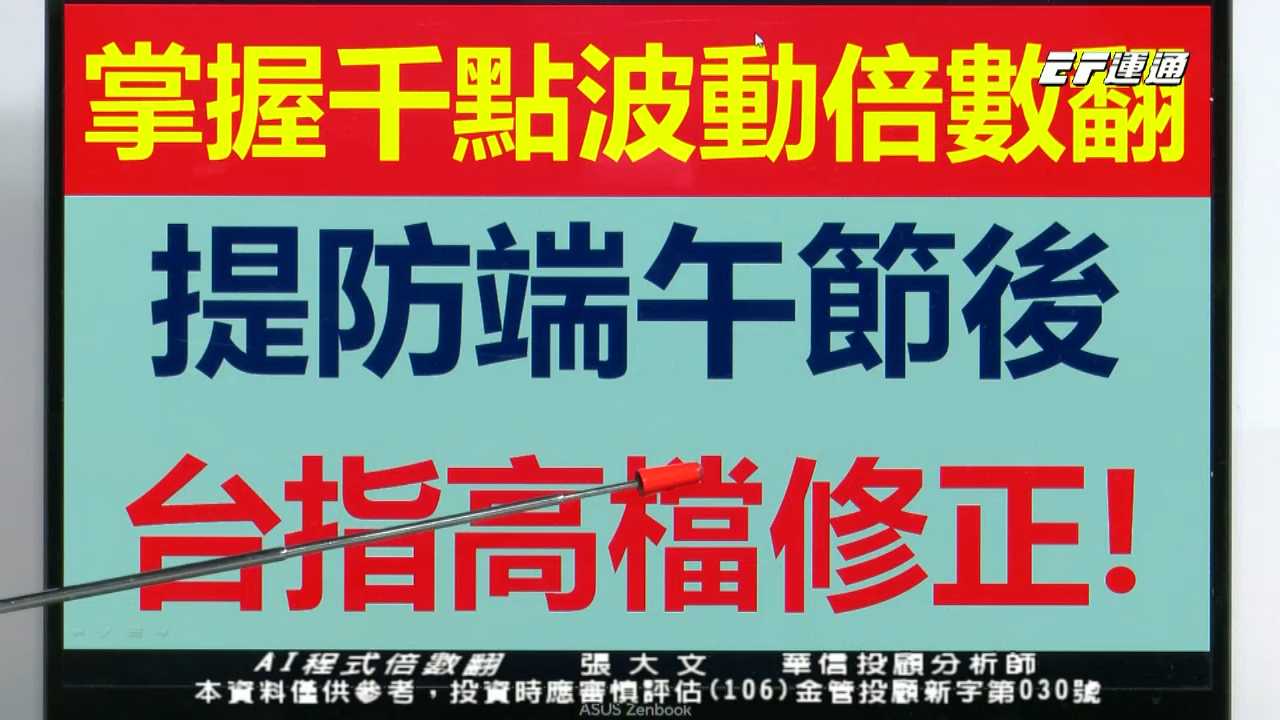 掌握千點波動倍數翻
EF運通
提防端午節後
台指高檔修正!
AI程式倍數翻 張大文 華信投顧分析師
本資料僅供參考，投資時應審慎評估(106)金管投顧新字第030號
ASUS Zenbook